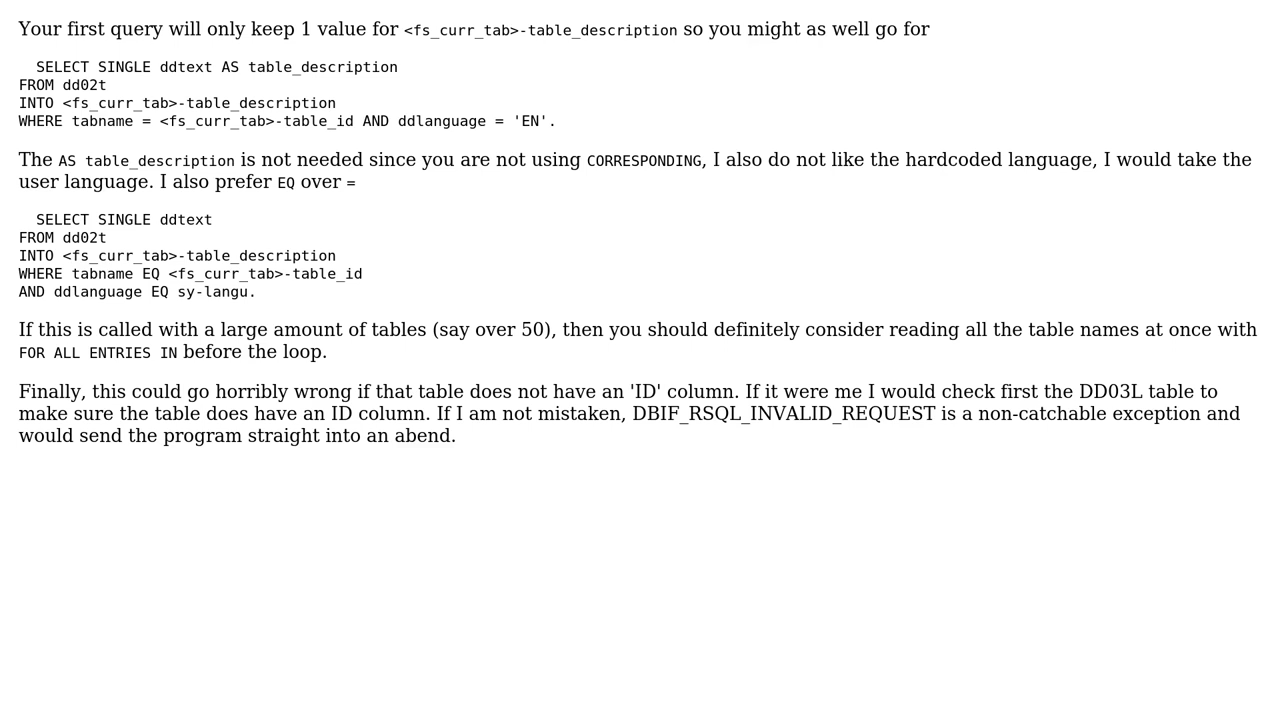 Your first query will only keep 1 value for <fs_curr_tab>-table_description so you might as well go for
SELECT SINGLE ddtext AS table_description
FROM dd02t
INTO <fs_curr_tab>-table_description
WHERE tabname = <fs_curr_tab>-table_id AND ddlanguage = 'EN'.
The AS table_description is not needed since you are not using CORRESPONDING, I also do not like the hardcoded language, I would take the
user language. I also prefer EQ over =
SELECT SINGLE ddtext
FROM dd02t
INTO <fs_curr_tab>-table_description
WHERE tabname EQ <fs_curr_tab>-table_id
AND ddlanguage EQ sy-langu.
If this is called with a large amount of tables (say over 50), then you should definitely consider reading all the table names at once with
FOR ALL ENTRIES IN before the loop.
Finally, this could go horribly wrong if that table does not have an 'ID' column. If it were me I would check first the DD03L table to
make sure the table does have an ID column. If I am not mistaken, DBIF_RSQL_INVALID_REQUEST is a non-catchable exception and
would send the program straight into an abend.